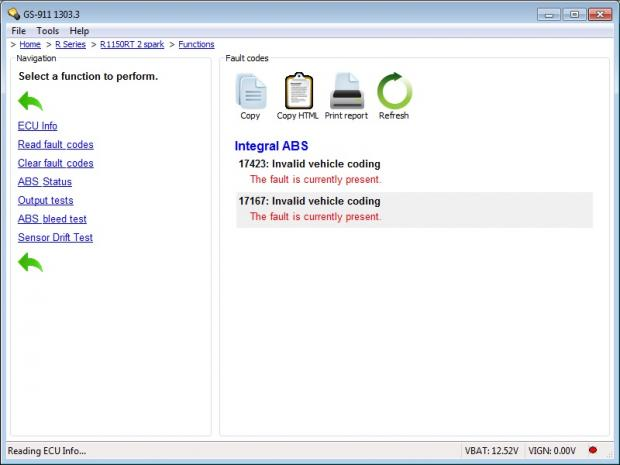 GS-911 1303.3
File Tools Help
> Home > R Series > R1150RT 2 spark > Functions
Navigation
Select a function to perform.
ECU Info
Read fault codes
Clear fault codes
ABS Status
Output tests
ABS bleed test
Sensor Drift Test
Fault codes
Copy Copy HTML Print report Refresh
Integral ABS
17423: Invalid vehicle coding
The fault is currently present.
17167: Invalid vehicle coding
The fault is currently present.
Reading ECU Info... VBAT: 12.52V VIGN: 0.00V